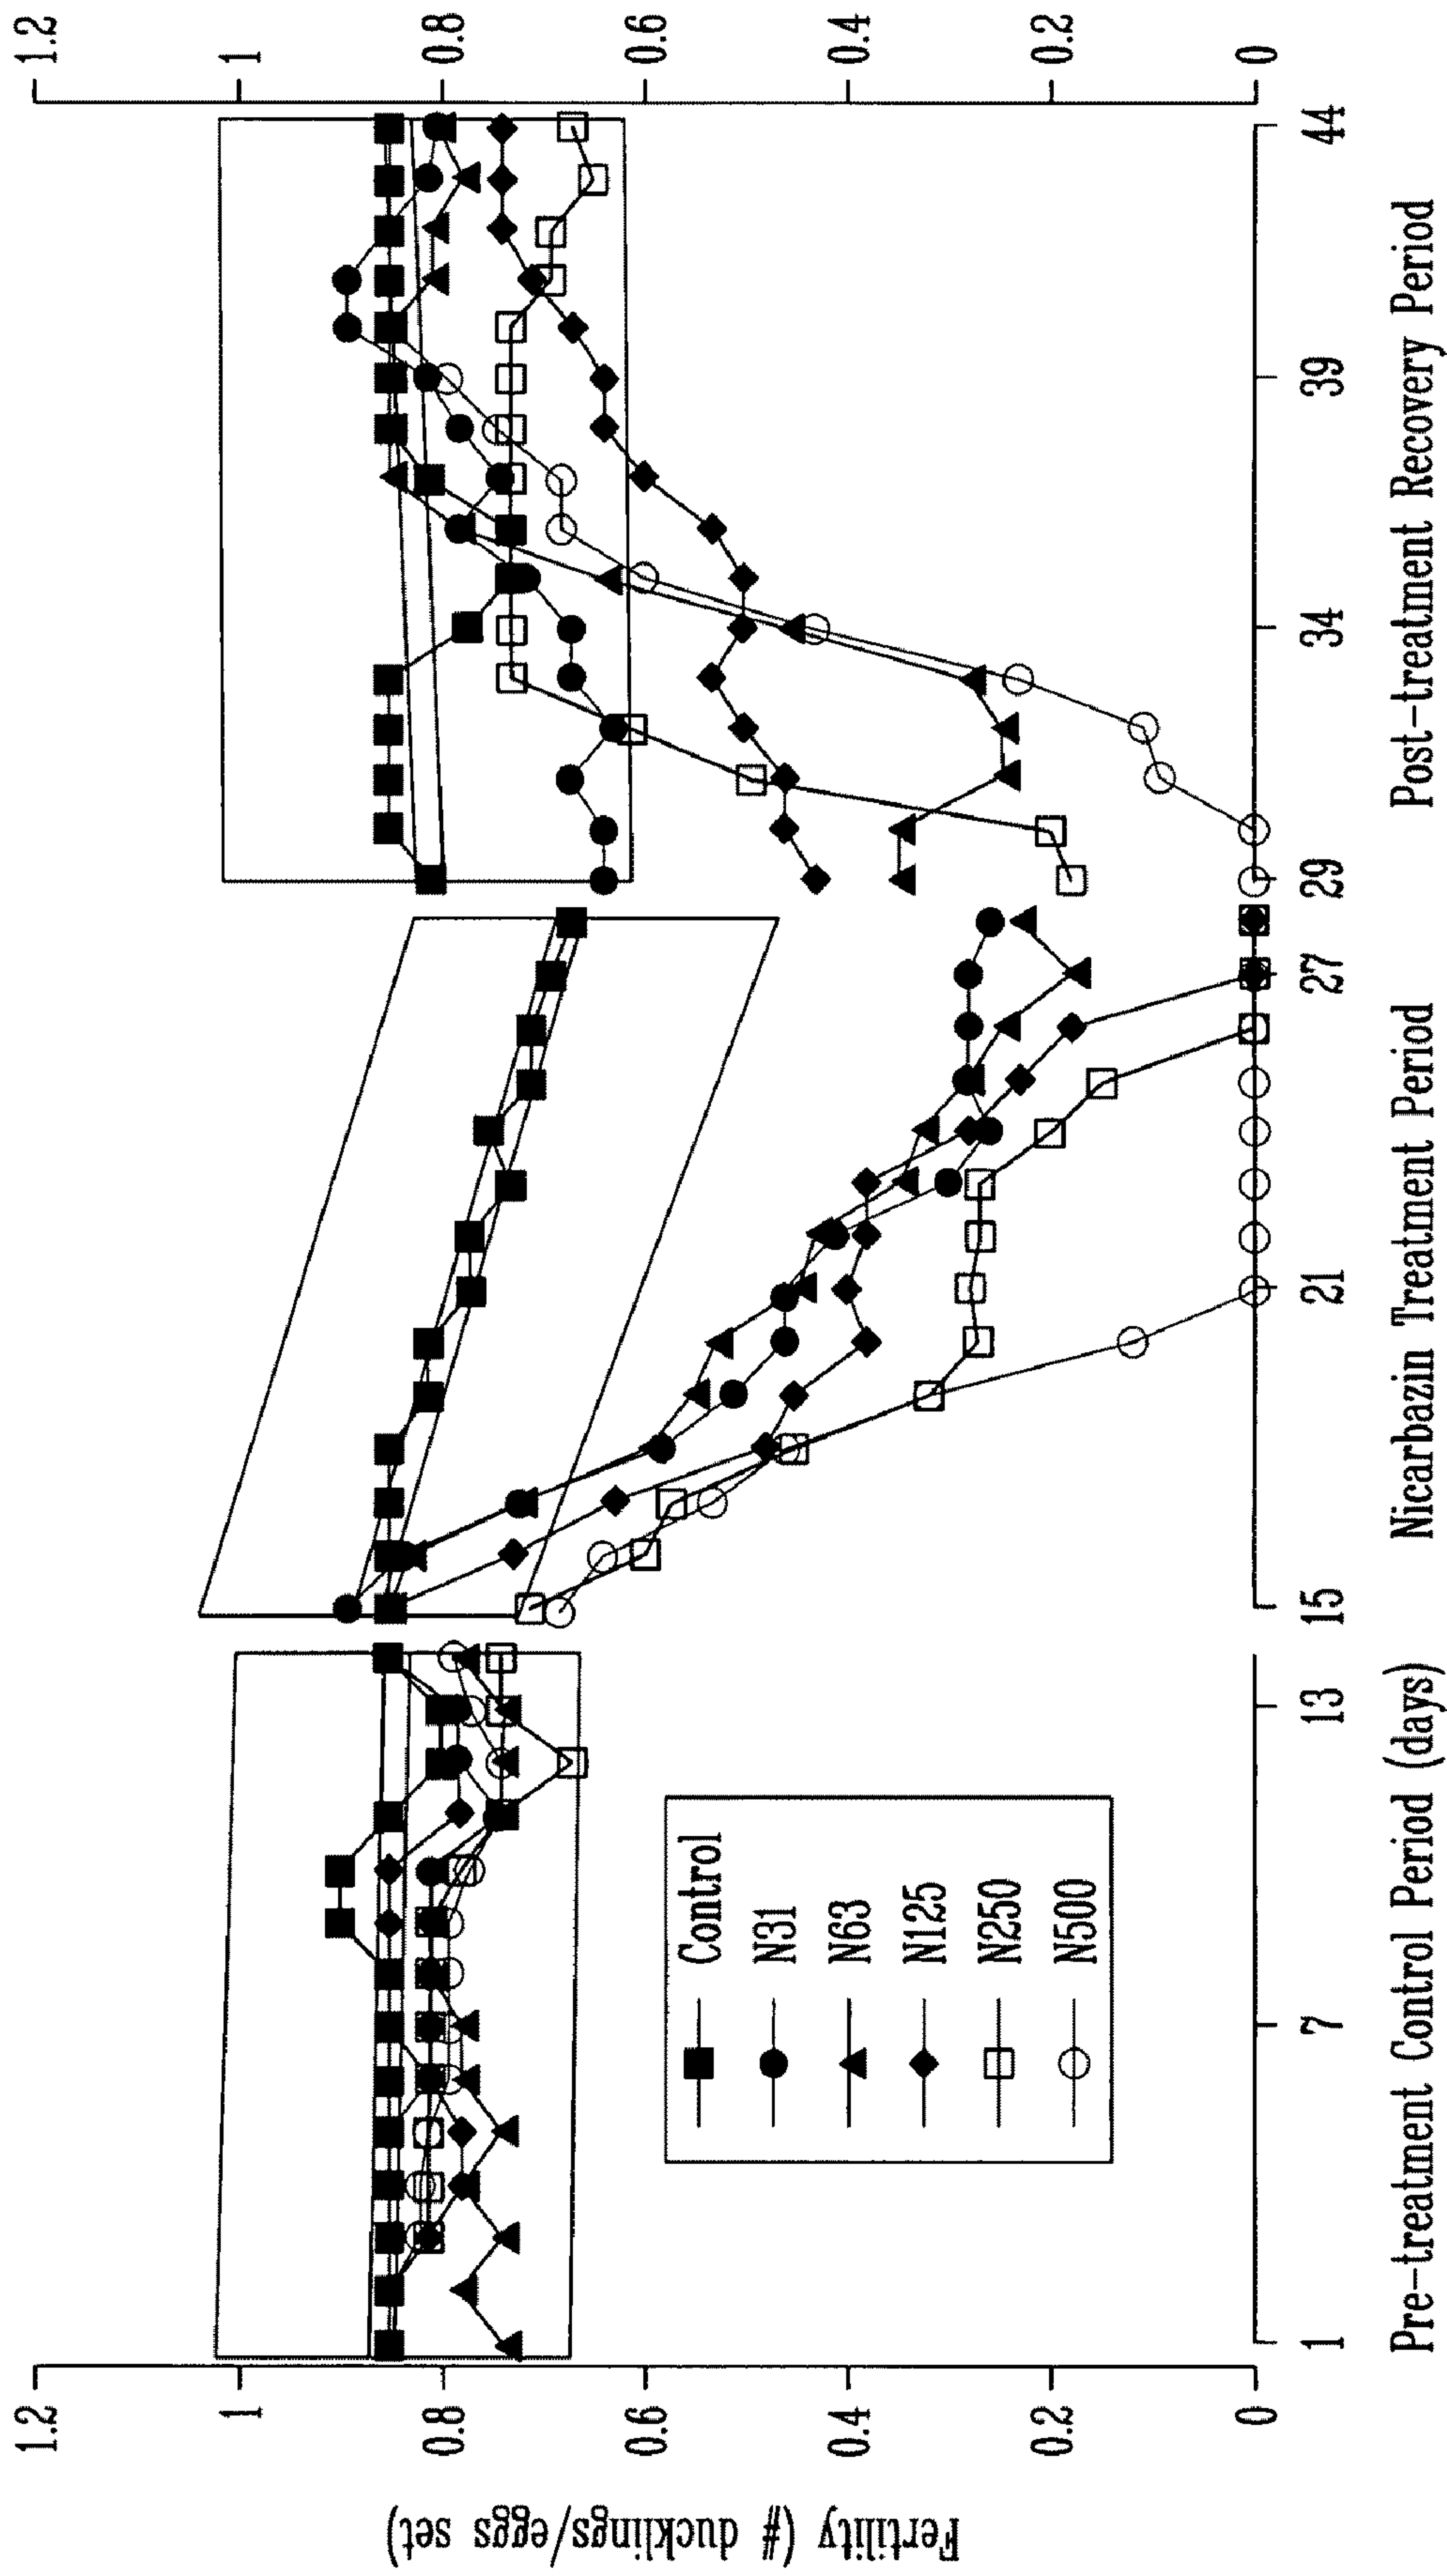 Fertility (# ducklings/eggs set)
1.2
1
0.8
0.6
0.4
0.2
0
Control
N31
N63
N125
N250
N500
1.2
1
0.8
0.6
0.4
0.2
0
1 7 13 15 21 27 29 34 39 44
Pre-treatment Control Period (days) Nicarbazin Treatment Period Post-treatment Recovery Period